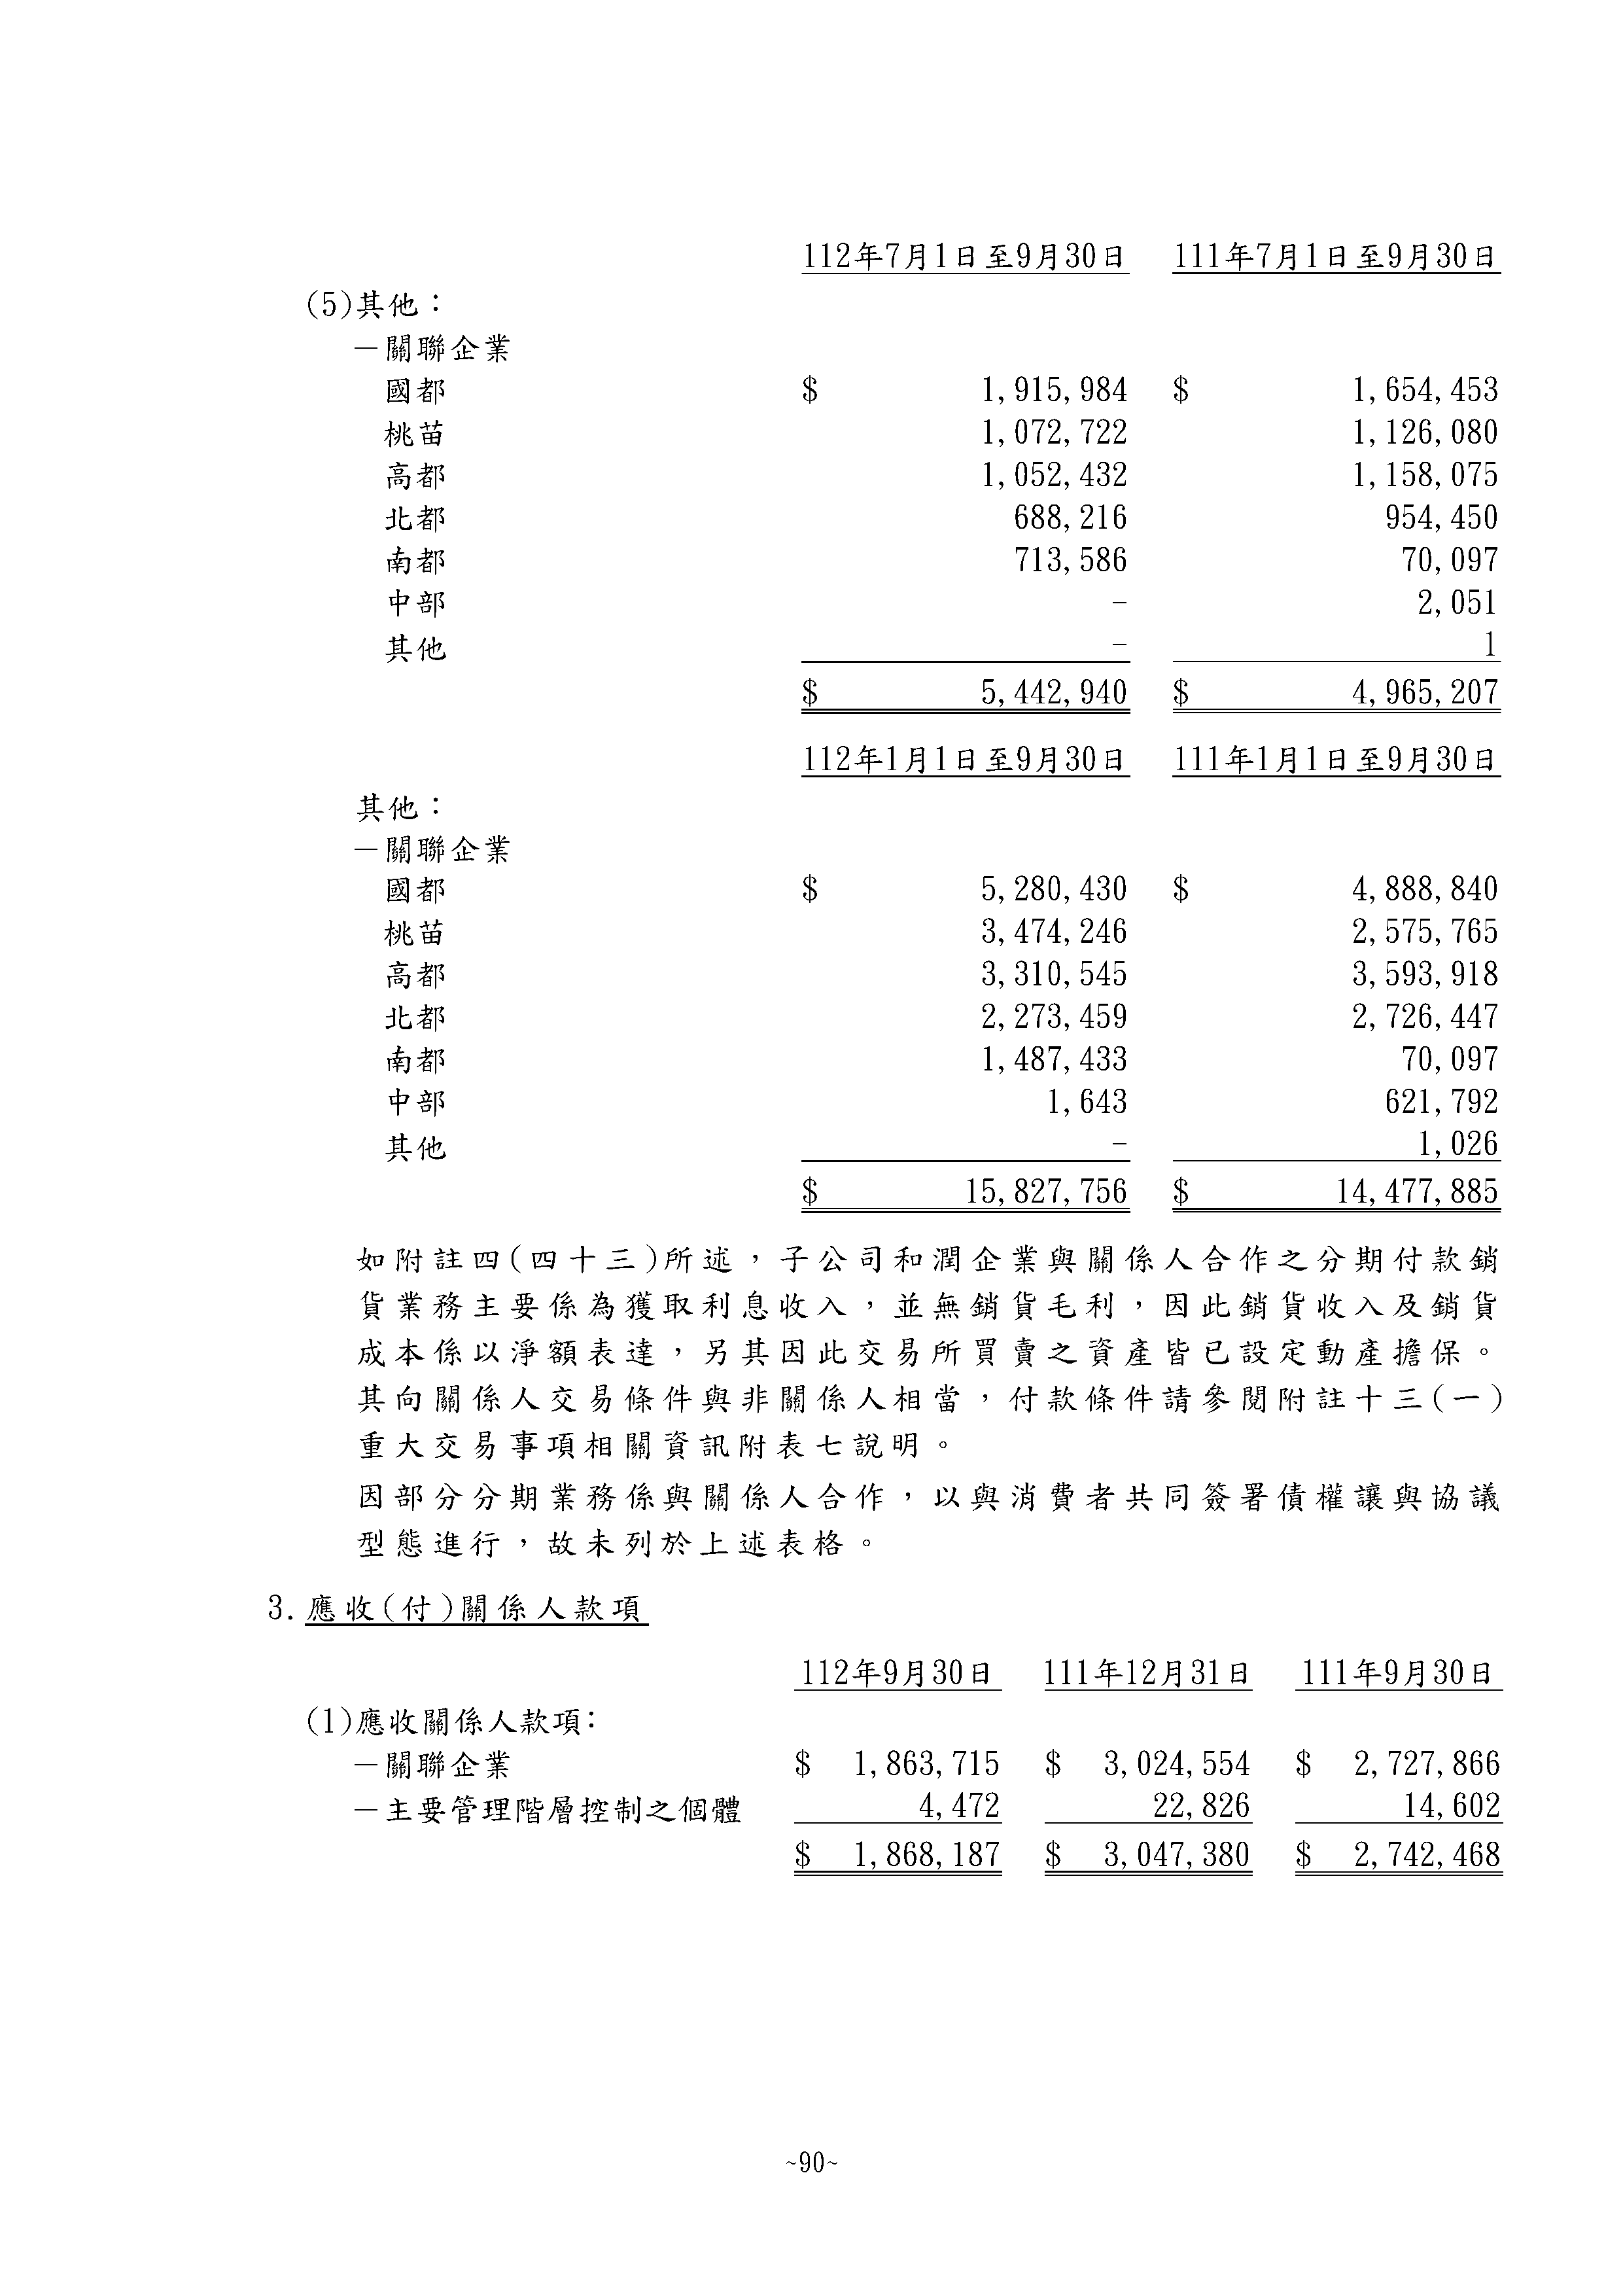 112年7月1日至9月30日 111年7月1日至9月30日
(5)其他：
－關聯企業
國都 $ 1,915,984 $ 1,654,453
桃苗 1,072,722 1,126,080
高都 1,052,432 1,158,075
北都 688,216 954,450
南都 713,586 70,097
中部 - 2,051
其他 - 1
$ 5,442,940 $ 4,965,207
112年1月1日至9月30日 111年1月1日至9月30日
其他：
－關聯企業
國都 $ 5,280,430 $ 4,888,840
桃苗 3,474,246 2,575,765
高都 3,310,545 3,593,918
北都 2,273,459 2,726,447
南都 1,487,433 70,097
中部 1,643 621,792
其他 - 1,026
$ 15,827,756 $ 14,477,885
如附註四(四十三)所述，子公司和潤企業與關係人合作之分期付款銷
貨業務主要係為獲取利息收入，並無銷貨毛利，因此銷貨收入及銷貨
成本係以淨額表達，另其因此交易所買賣之資產皆已設定動產擔保。
其向關係人交易條件與非關係人相當，付款條件請參閱附註十三(一)
重大交易事項相關資訊附表七說明。
因部分分期業務係與關係人合作，以與消費者共同簽署債權讓與協議
型態進行，故未列於上述表格。
3.應收(付)關係人款項
112年9月30日 111年12月31日 111年9月30日
(1)應收關係人款項:
－關聯企業 $ 1,863,715 $ 3,024,554 $ 2,727,866
－主要管理階層控制之個體 4,472 22,826 14,602
$ 1,868,187 $ 3,047,380 $ 2,742,468
~90~